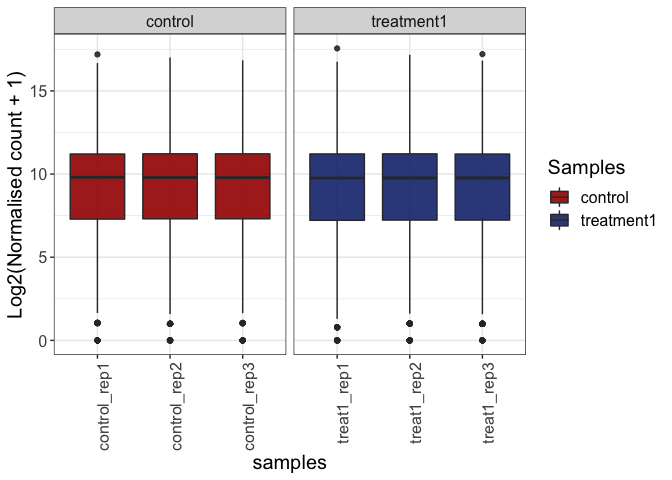 control
treatment1
Log2(Normalised count + 1)
15
10
5
0
control_rep1
control_rep2
control_rep3
treat1_rep1
treat1_rep2
treat1_rep3
samples
Samples
control
treatment1